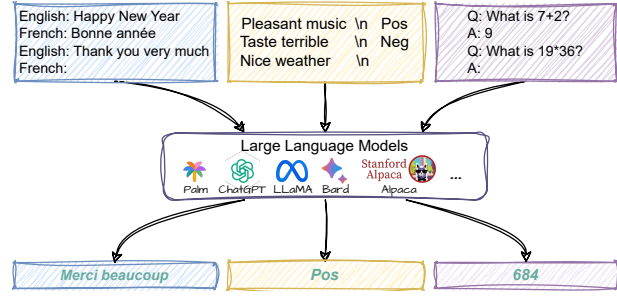 English: Happy New Year
French: Bonne année
English: Thank you very much
French:
Pleasant music \n Pos
Taste terrible \n Neg
Nice weather \n
Q: What is 7+2?
A: 9
Q: What is 19*36?
A:
Large Language Models
Stanford
Alpaca
Palm ChatGPT LLaMA Bard Alpaca ...
Merci beaucoup
Pos
684